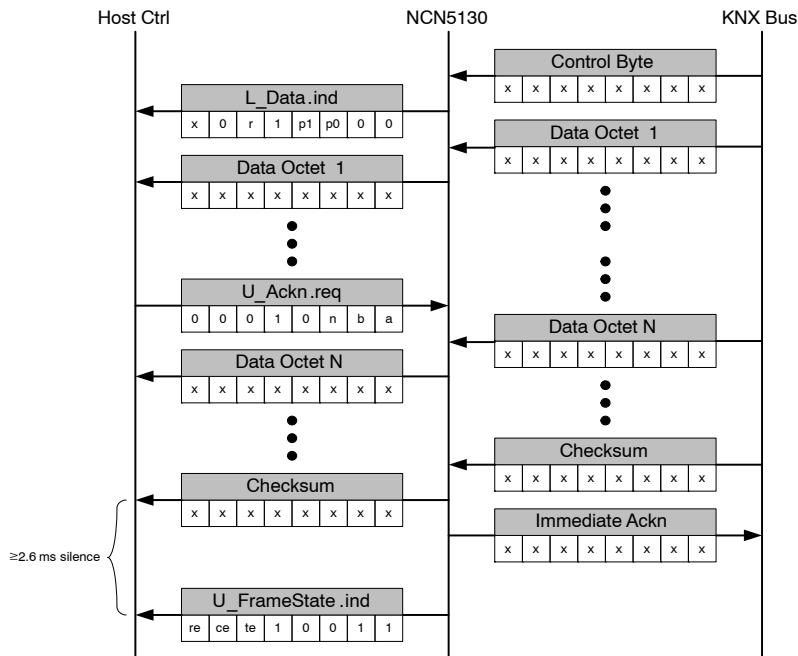 Host Ctrl NCN5130 KNX Bus
Control Byte
x x x x x x x x
L_Data.ind
x 0 r 1 p1 p0 0 0
Data Octet 1
x x x x x x x x
Data Octet 1
x x x x x x x x
U_Ackn.req
0 0 0 1 0 n b a
Data Octet N
x x x x x x x x
Data Octet N
x x x x x x x x
Checksum
x x x x x x x x
Checksum
x x x x x x x x
Immediate Ackn
x x x x x x x x
≥2.6 ms silence
U_FrameState.ind
re ce te 1 0 0 1 1